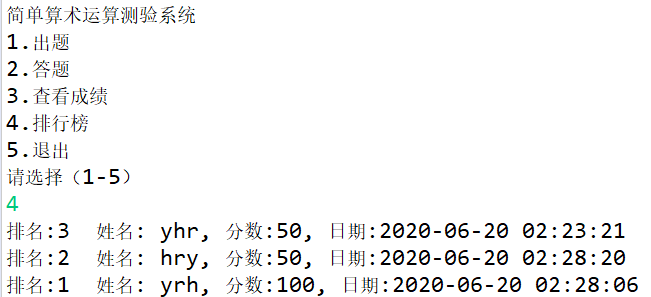 简单算术运算测验系统
1.出题
2.答题
3.查看成绩
4.排行榜
5.退出
请选择（1-5）
4
排名:3  姓名: yhr, 分数:50, 日期:2020-06-20 02:23:21
排名:2  姓名: hry, 分数:50, 日期:2020-06-20 02:28:20
排名:1  姓名: yrh, 分数:100, 日期:2020-06-20 02:28:06